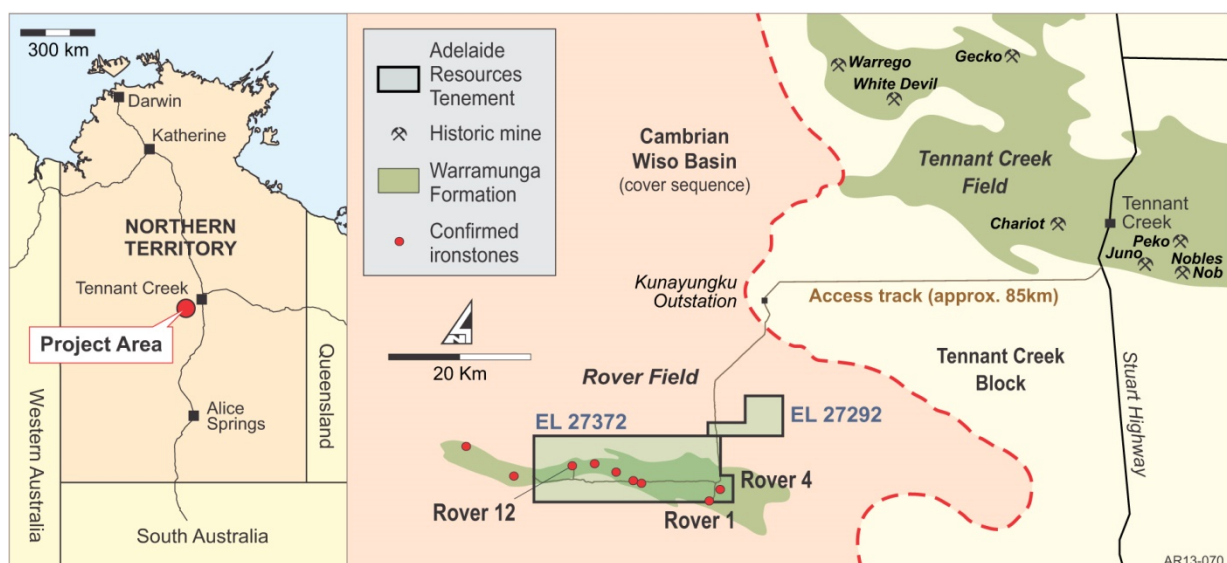 300 km
Darwin
Katherine
NORTHERN
TERRITORY
Tennant Creek
Project Area
Alice
Springs
Western Australia
Queensland
South Australia
Adelaide
Resources
Tenement
Historic mine
Warramunga
Formation
Confirmed
ironstones
N
20 Km
Cambrian
Wiso Basin
(cover sequence)
Warrego
Gecko
White Devil
Tennant Creek
Field
Chariot
Tennant
Creek
Peko
Juno
Nobles
Nob
Kunayungku
Outstation
Access track (approx. 85km)
Tennant Creek
Block
Stuart Highway
Rover Field
EL 27372
EL 27292
Rover 4
Rover 12
Rover 1
AR13-070